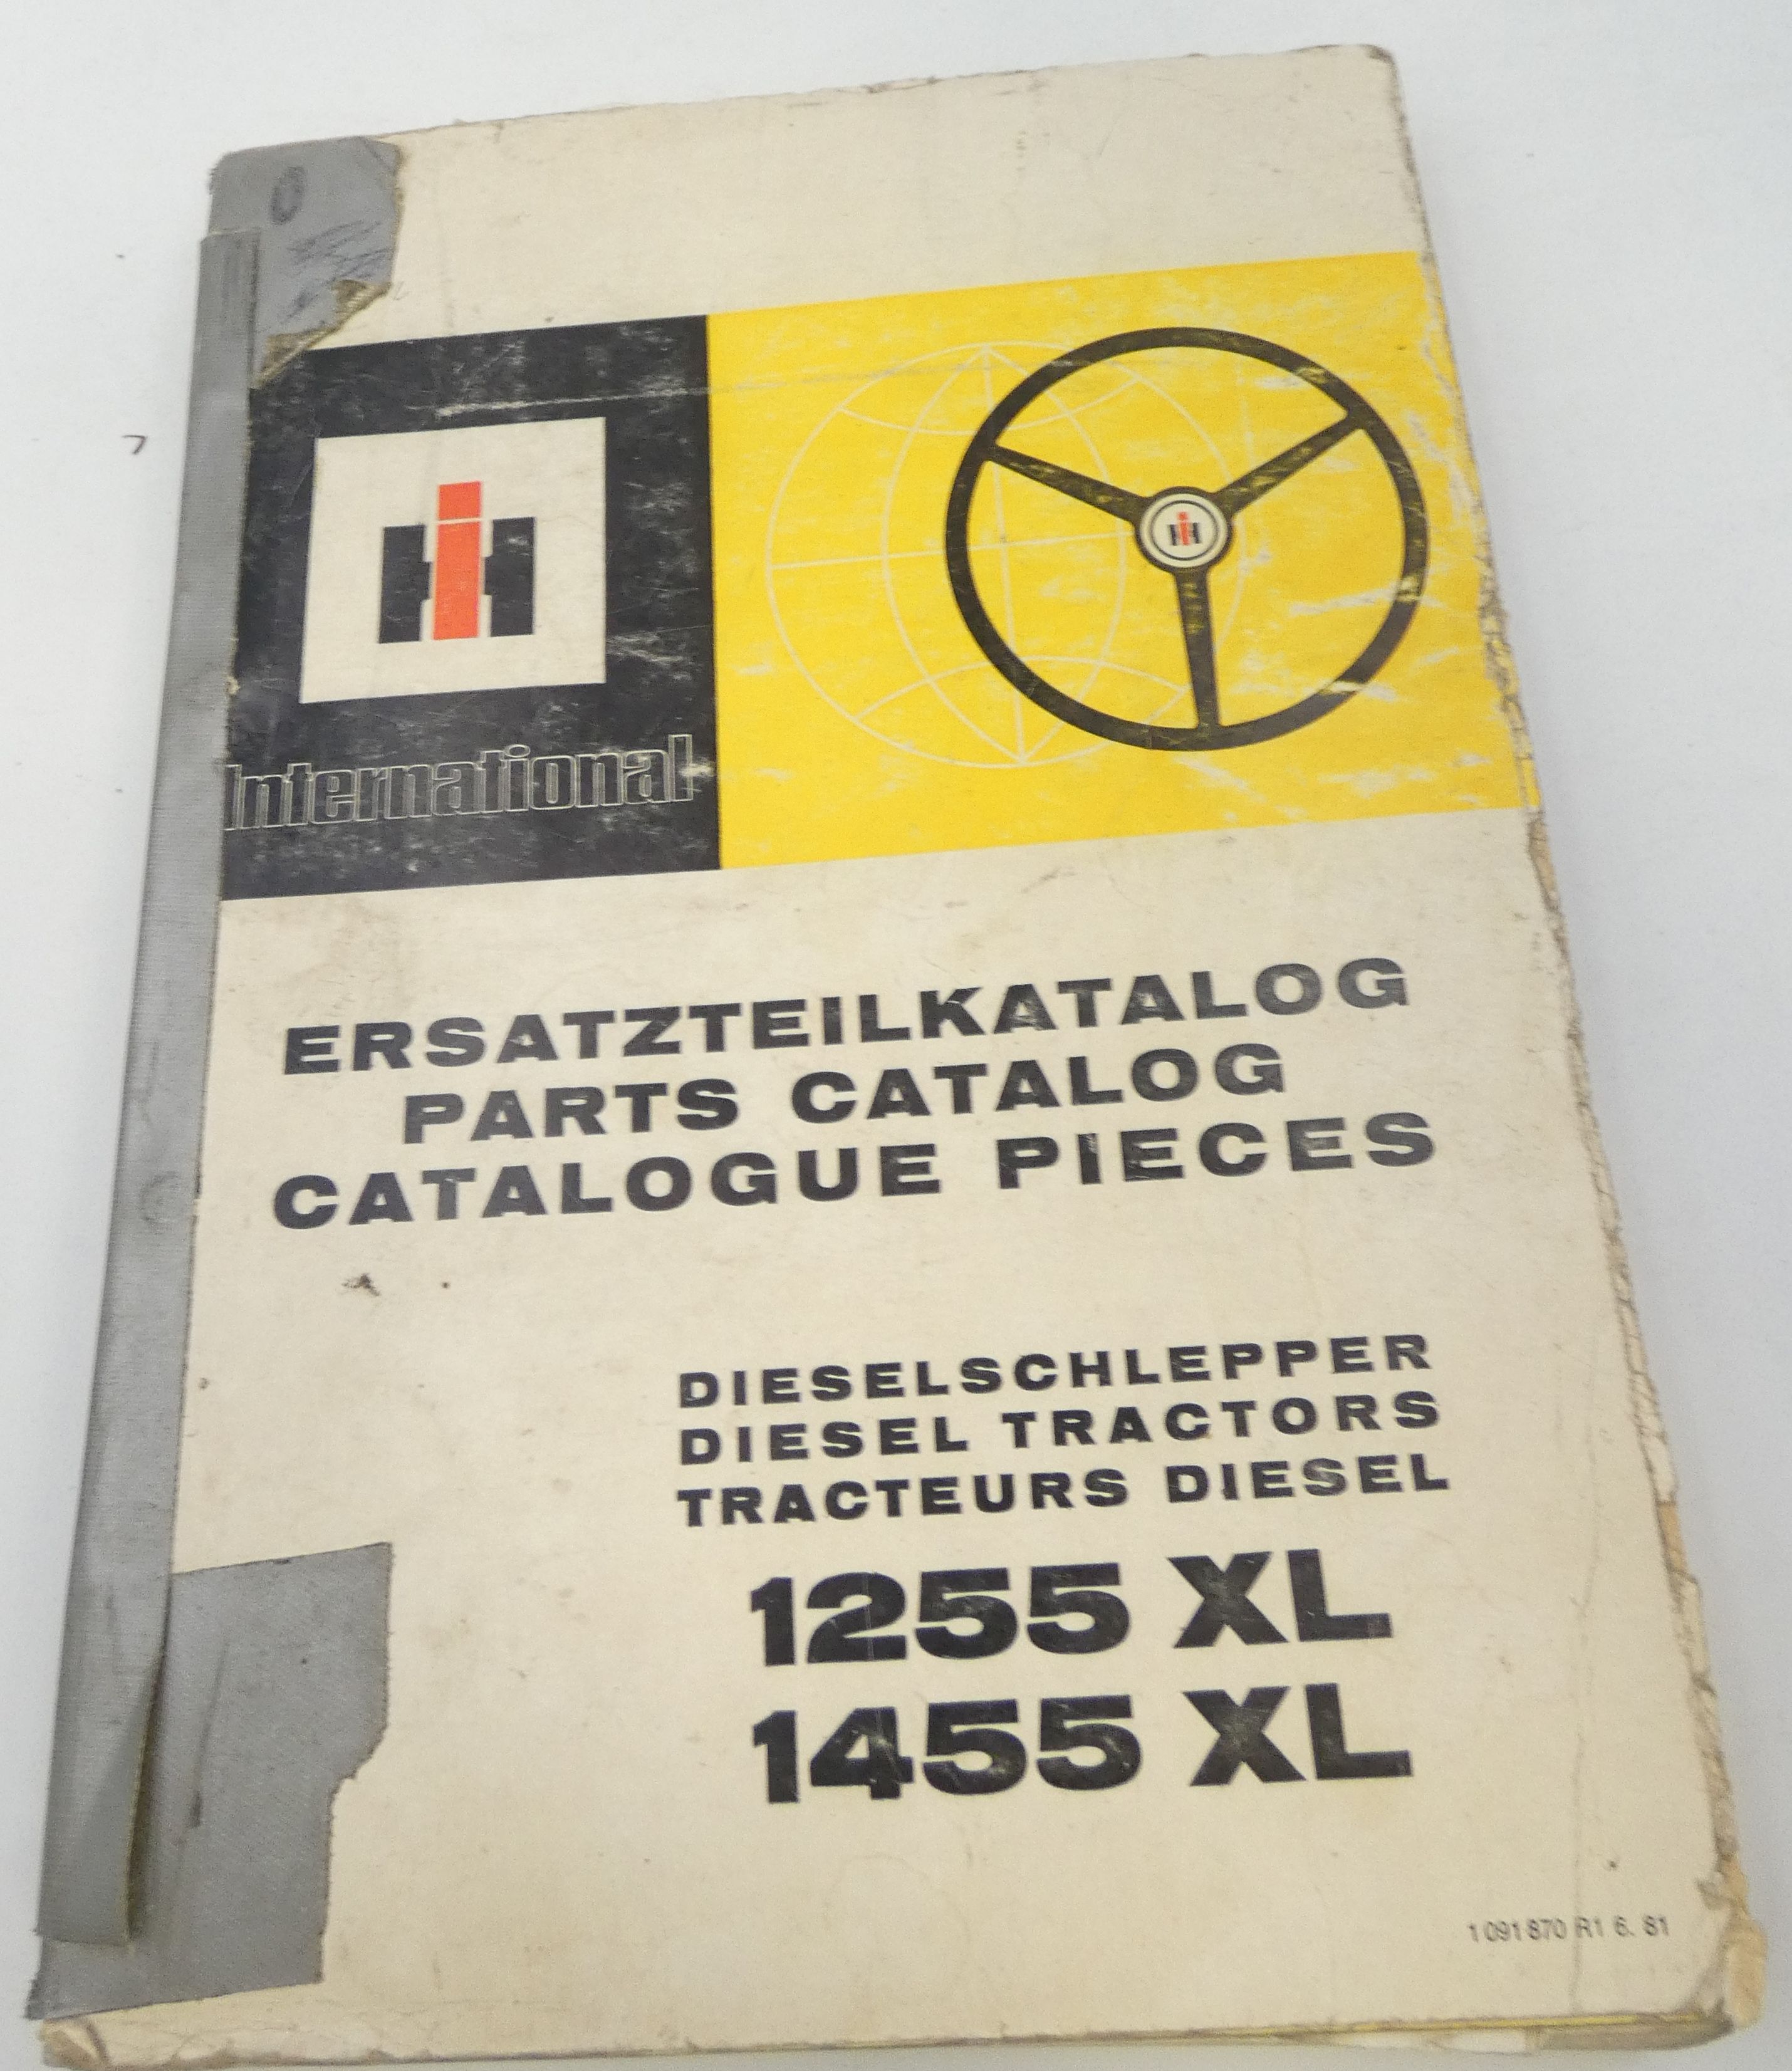 International
ERSATZTEILKATALOG
PARTS CATALOG
CATALOGUE PIECES
DIESELSCHLEPPER
DIESEL TRACTORS
TRACTEURS DIESEL
1255 XL
1455 XL
1 091 870 R1 6. 81